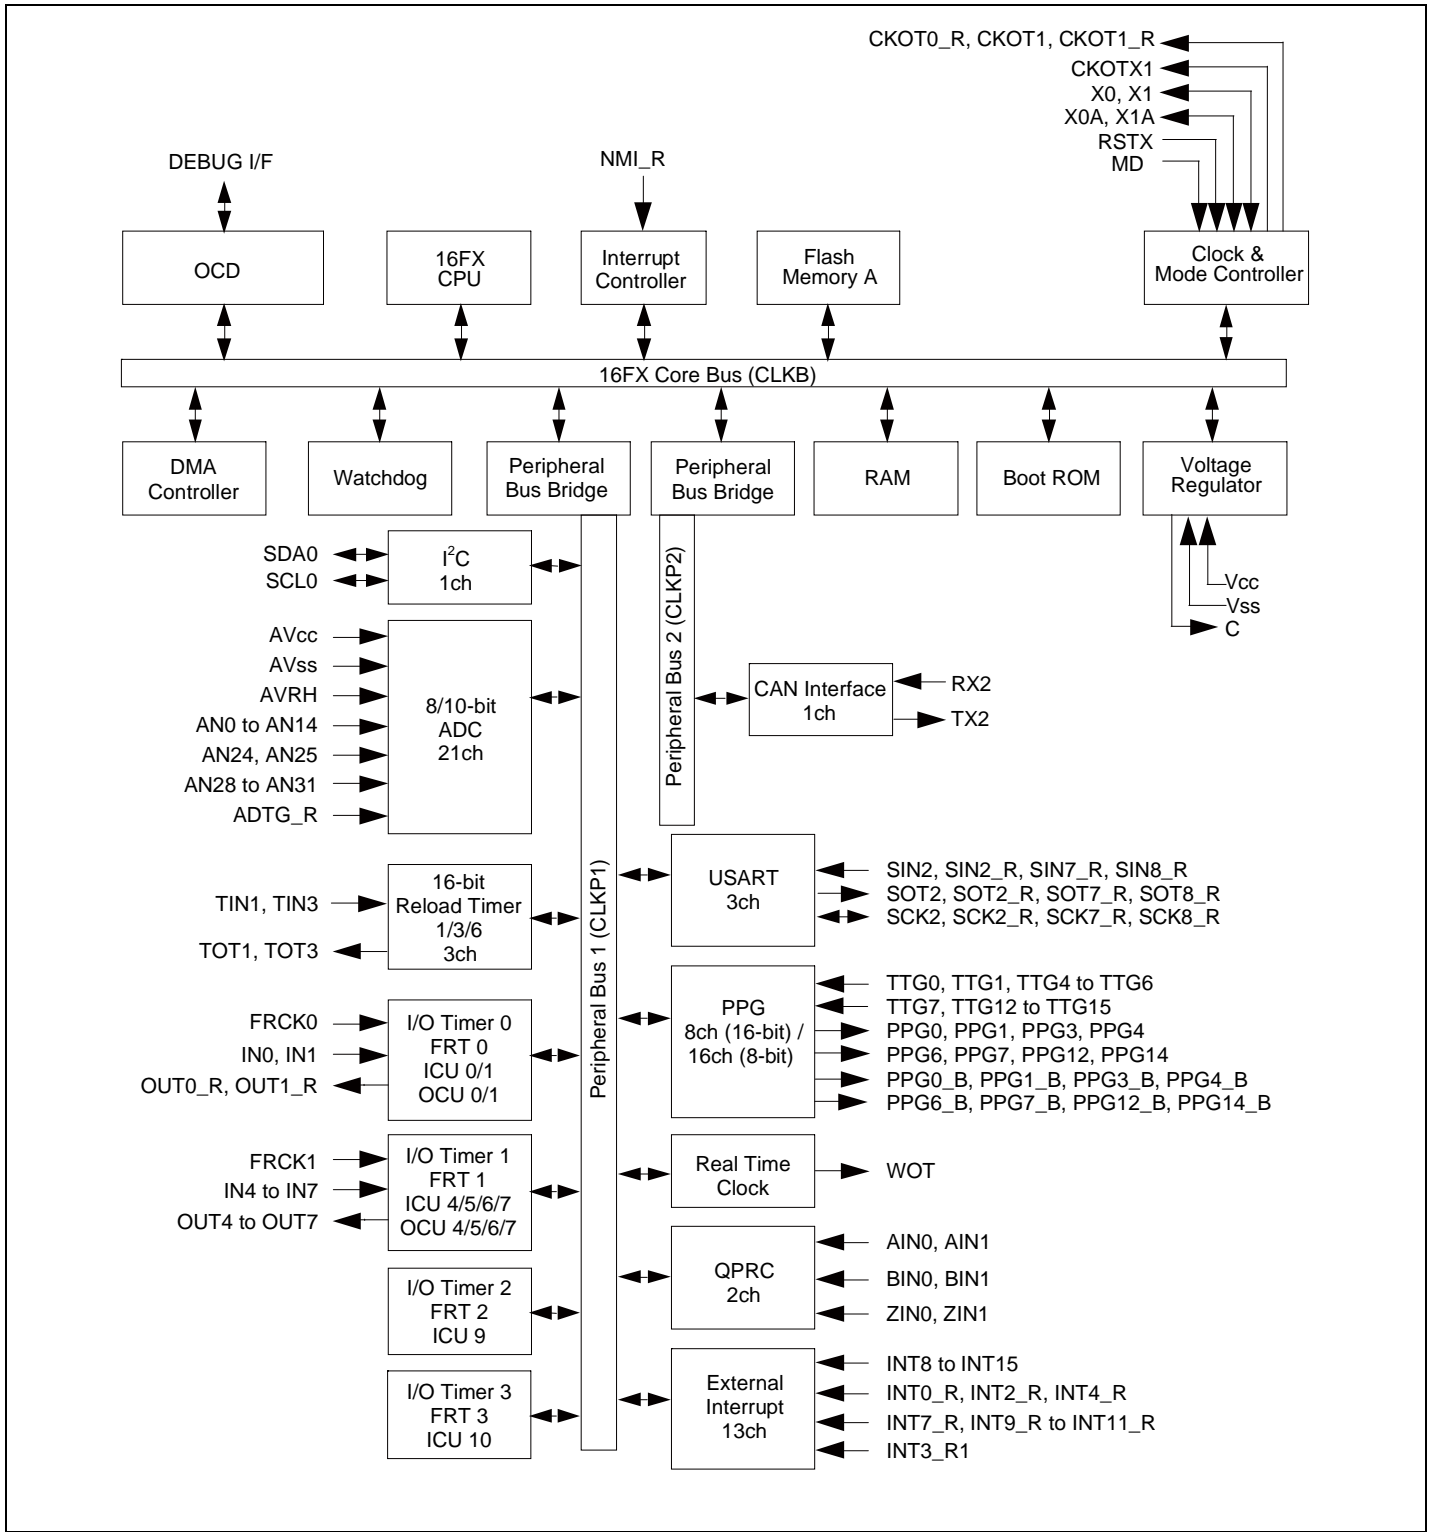 CKOT0_R, CKOT1, CKOT1_R
CKOTX1
X0, X1
X0A, X1A
RSTX
MD
DEBUG I/F
NMI_R
OCD
16FX
CPU
Interrupt
Controller
Flash
Memory A
Clock &
Mode Controller
16FX Core Bus (CLKB)
DMA
Controller
Watchdog
Peripheral
Bus Bridge
Peripheral
Bus Bridge
RAM
Boot ROM
Voltage
Regulator
Vcc
Vss
C
SDA0
SCL0
I²C
1ch
AVcc
AVss
AVRH
AN0 to AN14
AN24, AN25
AN28 to AN31
ADTG_R
8/10-bit
ADC
21ch
TIN1, TIN3
TOT1, TOT3
16-bit
Reload Timer
1/3/6
3ch
FRCK0
IN0, IN1
OUT0_R, OUT1_R
I/O Timer 0
FRT 0
ICU 0/1
OCU 0/1
FRCK1
IN4 to IN7
OUT4 to OUT7
I/O Timer 1
FRT 1
ICU 4/5/6/7
OCU 4/5/6/7
I/O Timer 2
FRT 2
ICU 9
I/O Timer 3
FRT 3
ICU 10
Peripheral Bus 1 (CLKP1)
Peripheral Bus 2 (CLKP2)
CAN Interface
1ch
RX2
TX2
USART
3ch
SIN2, SIN2_R, SIN7_R, SIN8_R
SOT2, SOT2_R, SOT7_R, SOT8_R
SCK2, SCK2_R, SCK7_R, SCK8_R
PPG
8ch (16-bit) /
16ch (8-bit)
TTG0, TTG1, TTG4 to TTG6
TTG7, TTG12 to TTG15
PPG0, PPG1, PPG3, PPG4
PPG6, PPG7, PPG12, PPG14
PPG0_B, PPG1_B, PPG3_B, PPG4_B
PPG6_B, PPG7_B, PPG12_B, PPG14_B
Real Time
Clock
WOT
QPRC
2ch
AIN0, AIN1
BIN0, BIN1
ZIN0, ZIN1
External
Interrupt
13ch
INT8 to INT15
INT0_R, INT2_R, INT4_R
INT7_R, INT9_R to INT11_R
INT3_R1